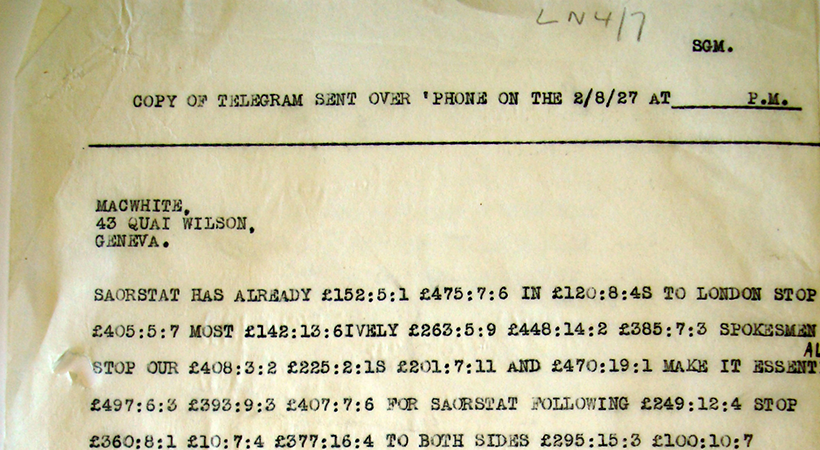 LN4/7
SGM.
COPY OF TELEGRAM SENT OVER 'PHONE ON THE 2/8/27 AT P.M.
MACWHITE,
43 QUAI WILSON,
GENEVA.
SAORSTAT HAS ALREADY £152:5:1 £475:7:6 IN £120:8:4S TO LONDON STOP
£405:5:7 MOST £142:13:6IVELY £263:5:9 £448:14:2 £385:7:3 SPOKESMEN
AL
STOP OUR £408:3:2 £225:2:1S £201:7:11 AND £470:19:1 MAKE IT ESSENT
£497:6:3 £393:9:3 £407:7:6 FOR SAORSTAT FOLLOWING £249:12:4 STOP
£360:8:1 £10:7:4 £377:16:4 TO BOTH SIDES £295:15:3 £100:10:7